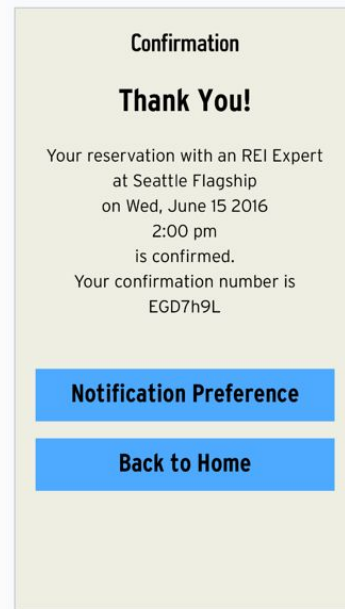 Confirmation
Thank You!
Your reservation with an REI Expert
at Seattle Flagship
on Wed, June 15 2016
2:00 pm
is confirmed.
Your confirmation number is
EGD7h9L
Notification Preference
Back to Home